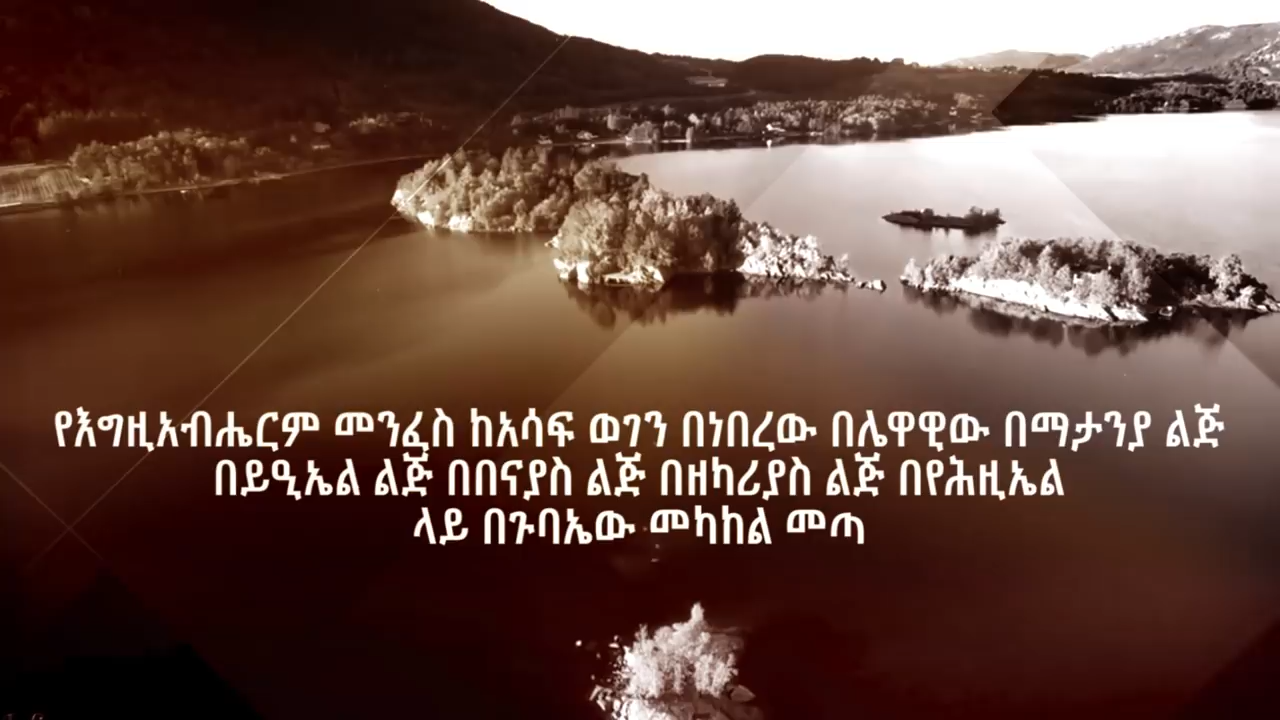 የእግዚአብሔርም መንፈስ ከአሳፍ ወገን በነበረው በሌዋዊው በማታንያ ልጅ
በይዒኤል ልጅ በበናያስ ልጅ በዘካሪያስ ልጅ በየሕዚኤል
ላይ በጉባኤው መካከል መጣ